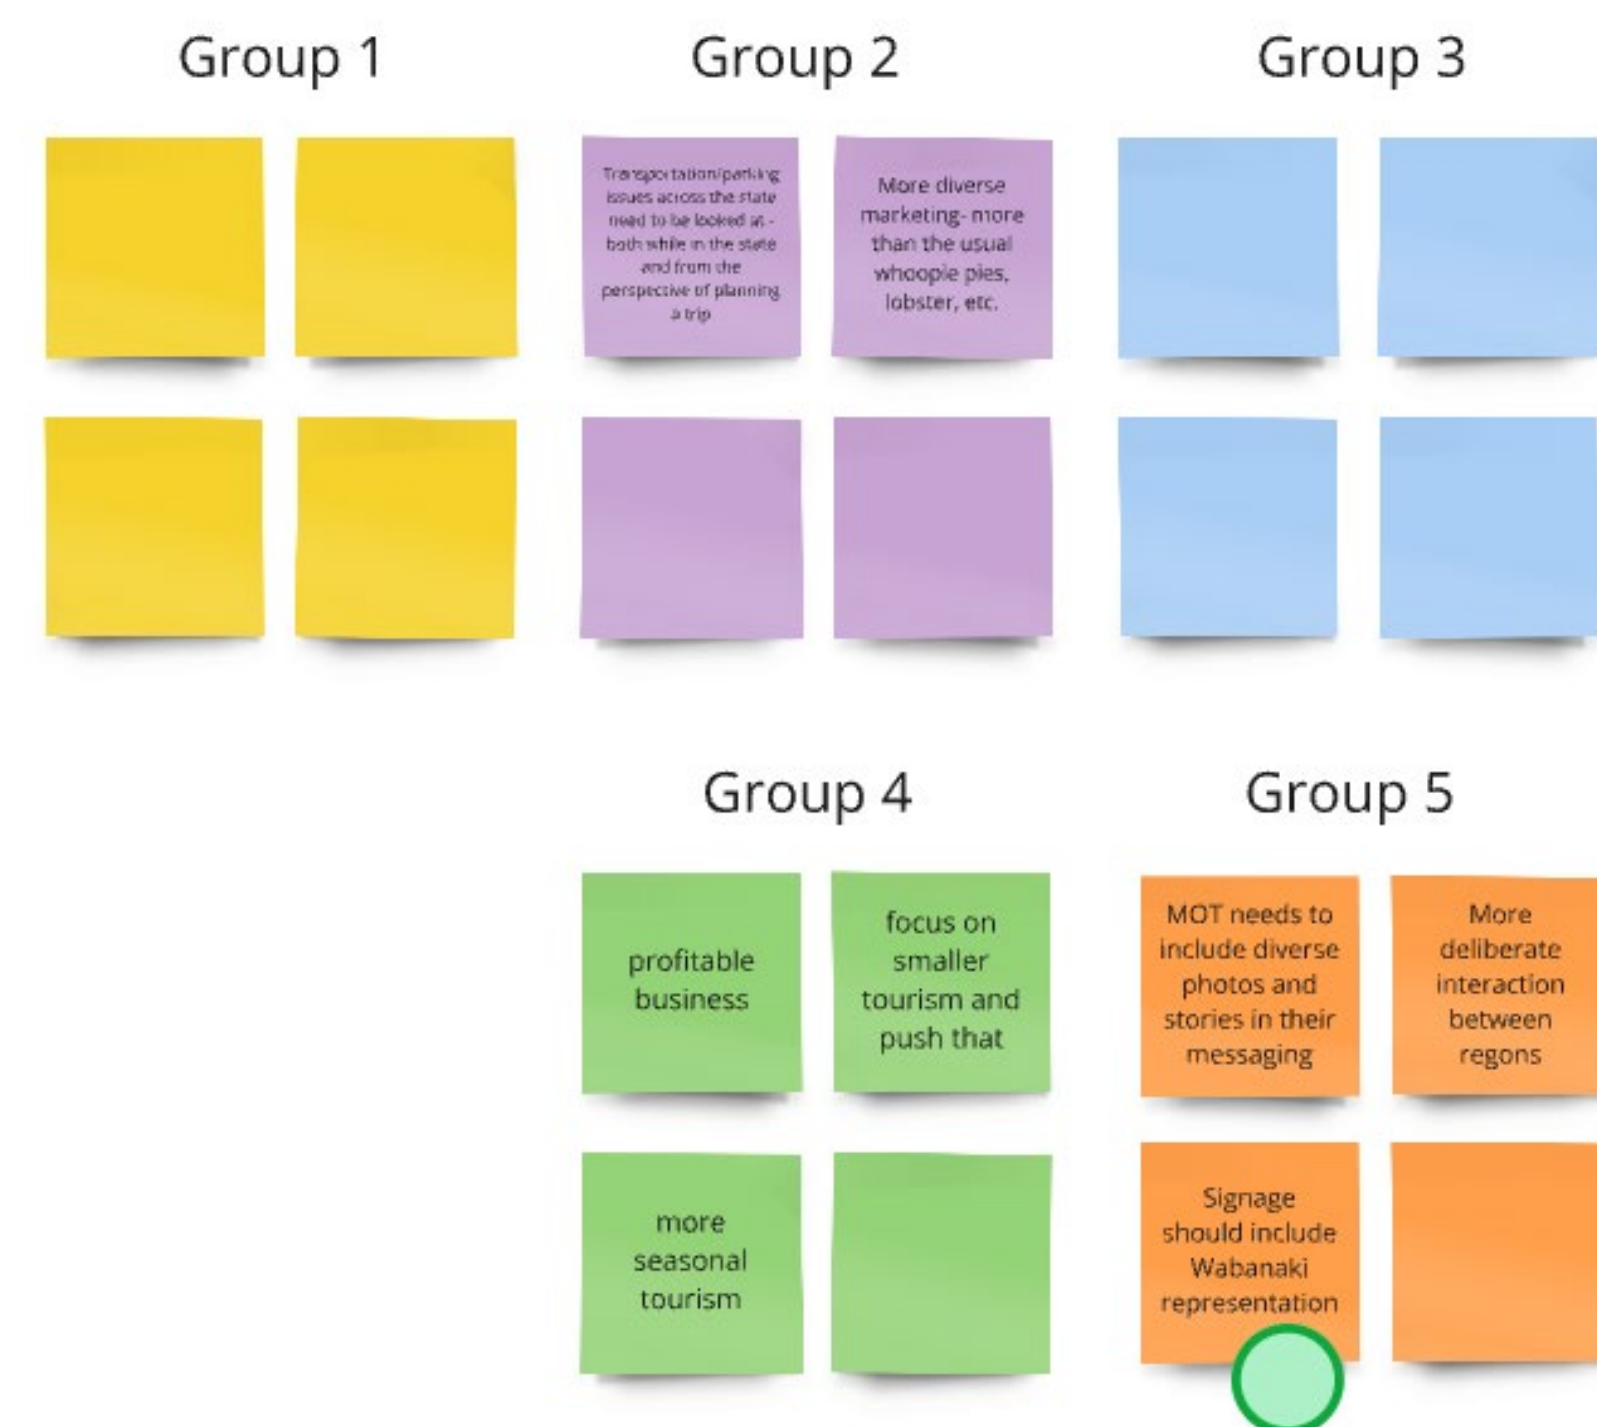 Group 1
Group 2
Group 3
Transportation/parking
issues across the state
need to be looked at -
both while in the state
and from the
perspective of planning
a trip
More diverse
marketing- more
than the usual
whoopie pies,
lobster, etc.
Group 4
Group 5
profitable
business
focus on
smaller
tourism and
push that
MOT needs to
include diverse
photos and
stories in their
messaging
More
deliberate
interaction
between
regons
more
seasonal
tourism
Signage
should include
Wabanaki
representation